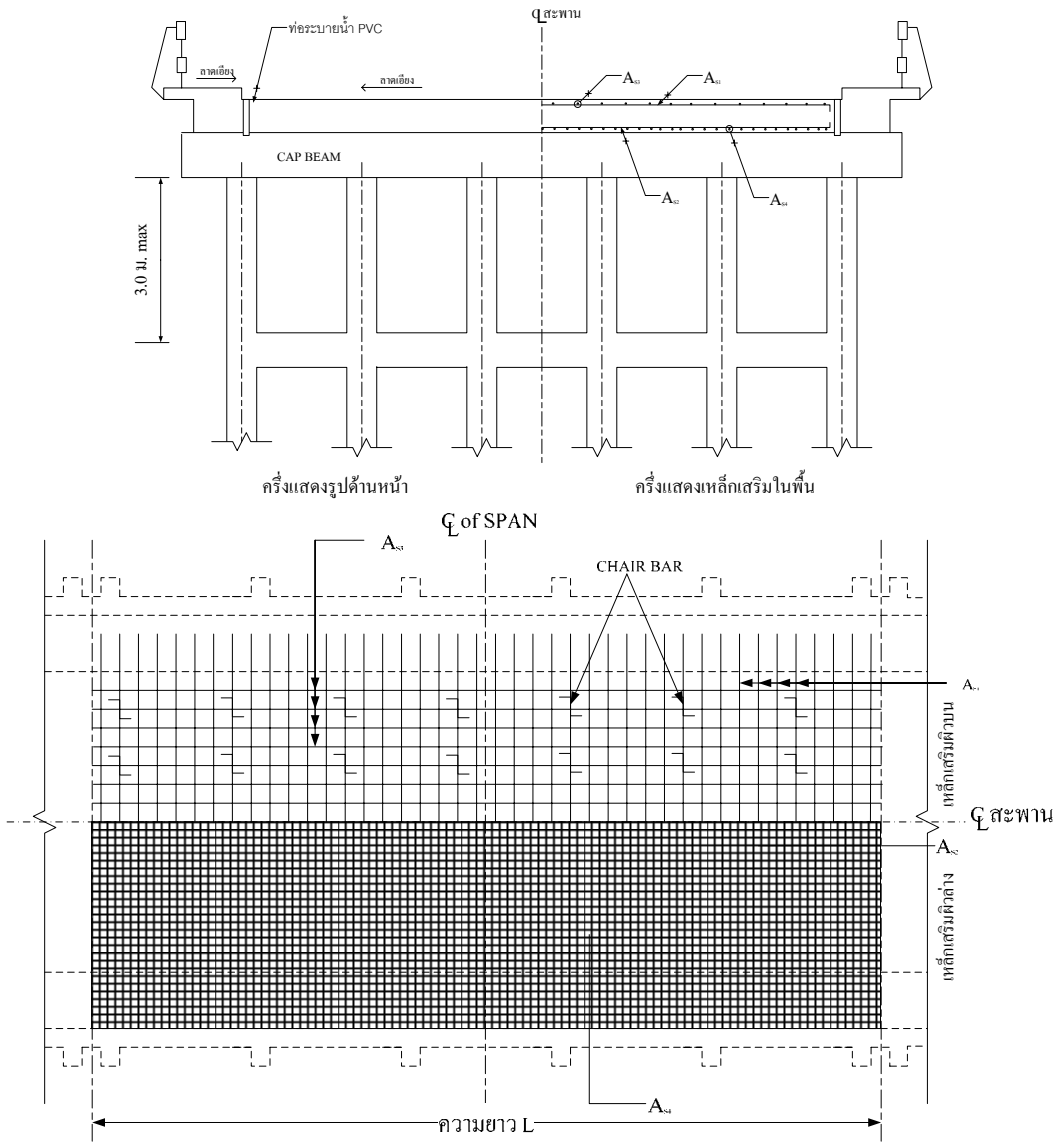 ℄ สะพาน
ท่อระบายน้ำ PVC
ลาดเอียง
ลาดเอียง
As3
As1
CAP BEAM
As2
As4
3.0 ม. max
ครึ่งแสดงรูปด้านหน้า
ครึ่งแสดงเหล็กเสริมในพื้น
℄ of SPAN
As3
CHAIR BAR
As1
เหล็กเสริมผิวบน
℄ สะพาน
As2
เหล็กเสริมผิวล่าง
As4
ความยาว L